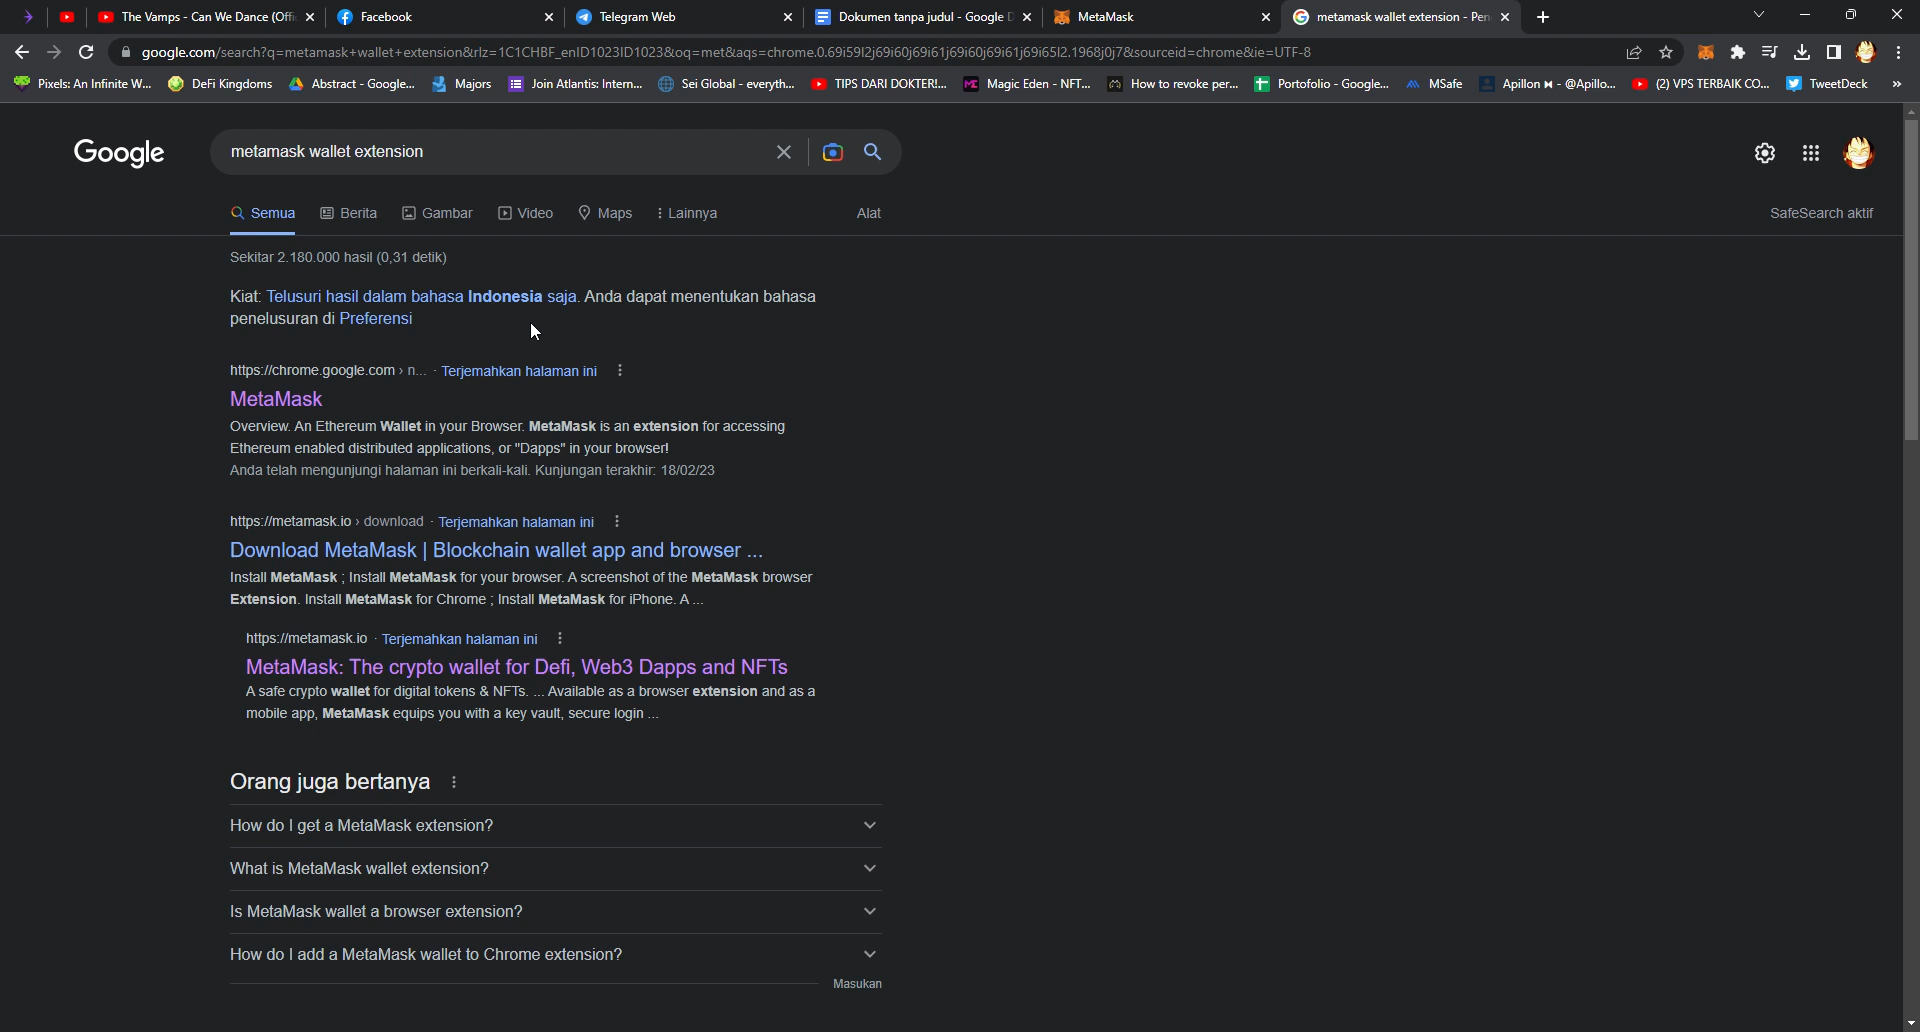 The Vamps - Can We Dance (Offi
Facebook
Telegram Web
Dokumen tanpa judul - Google D
MetaMask
metamask wallet extension - Pen
google.com/search?q=metamask+wallet+extension&rlz=1C1CHBF_enID1023ID1023&oq=met&aqs=chrome.0.69i59l2j69i60j69i61j69i60j69i61j69i65l2.1968j0j7&sourceid=chrome&ie=UTF-8
Pixels: An Infinite W...
DeFi Kingdoms
Abstract - Google...
Majors
Join Atlantis: Intern...
Sei Global - everyth...
TIPS DARI DOKTER!...
Magic Eden - NFT...
How to revoke per...
Portofolio - Google...
MSafe
Apillon ⧓ - @Apillo...
(2) VPS TERBAIK CO...
TweetDeck
»
Google
metamask wallet extension
Semua
Berita
Gambar
Video
Maps
Lainnya
Alat
SafeSearch aktif
Sekitar 2.180.000 hasil (0,31 detik)
Kiat: Telusuri hasil dalam bahasa Indonesia saja. Anda dapat menentukan bahasa
penelusuran di Preferensi
https://chrome.google.com › n... · Terjemahkan halaman ini
MetaMask
Overview. An Ethereum Wallet in your Browser. MetaMask is an extension for accessing
Ethereum enabled distributed applications, or "Dapps" in your browser!
Anda telah mengunjungi halaman ini berkali-kali. Kunjungan terakhir: 18/02/23
https://metamask.io › download · Terjemahkan halaman ini
Download MetaMask | Blockchain wallet app and browser ...
Install MetaMask ; Install MetaMask for your browser. A screenshot of the MetaMask browser
Extension. Install MetaMask for Chrome ; Install MetaMask for iPhone. A ...
https://metamask.io · Terjemahkan halaman ini
MetaMask: The crypto wallet for Defi, Web3 Dapps and NFTs
A safe crypto wallet for digital tokens & NFTs. ... Available as a browser extension and as a
mobile app, MetaMask equips you with a key vault, secure login ...
Orang juga bertanya
How do I get a MetaMask extension?
What is MetaMask wallet extension?
Is MetaMask wallet a browser extension?
How do I add a MetaMask wallet to Chrome extension?
Masukan